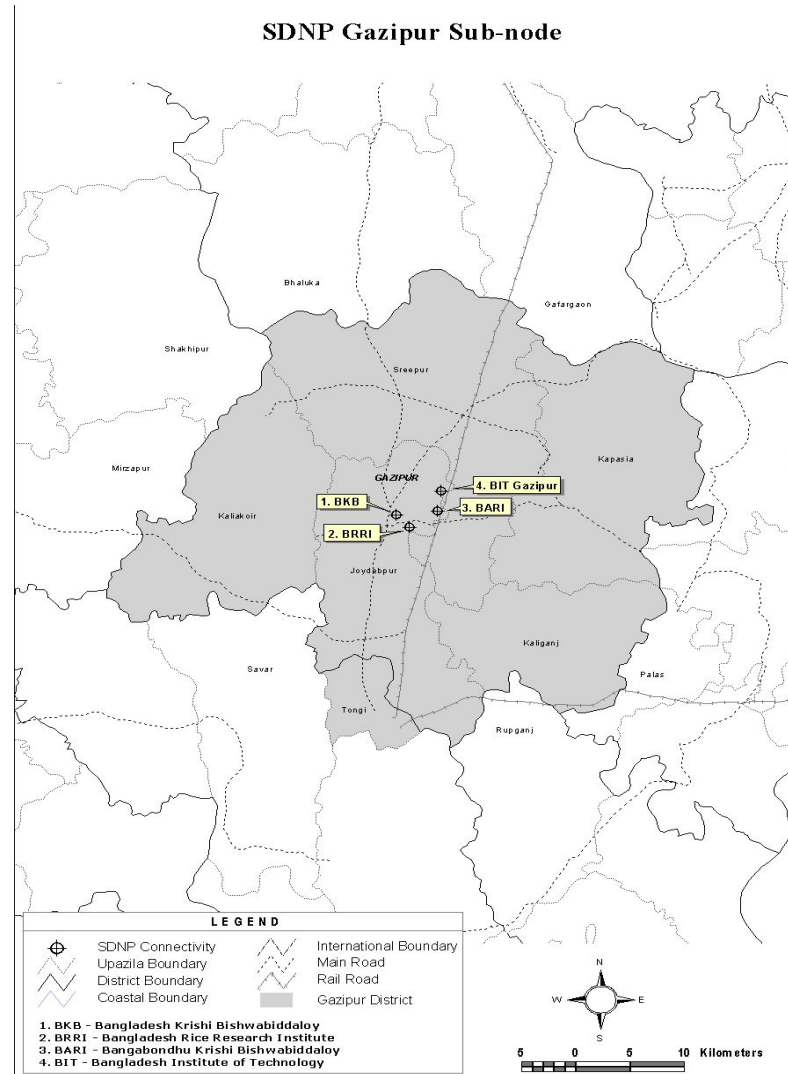 SDNP Gazipur Sub-node
Bhaluka
Gafargaon
Shakhipur
Sreepur
Kapasia
Mirzapur
GAZIPUR
4. BIT Gazipur
1. BKB
3. BARI
Kaliakoir
2. BRRI
Joydabpur
Kaliganj
Savar
Palas
Tongi
Rupganj
LEGEND
SDNP Connectivity
Upazila Boundary
District Boundary
Coastal Boundary
International Boundary
Main Road
Rail Road
Gazipur District
1. BKB - Bangladesh Krishi Bishwabiddaloy
2. BRRI - Bangladesh Rice Research Institute
3. BARI - Bangabondhu Krishi Bishwabiddaloy
4. BIT - Bangladesh Institute of Technology
N
W E
S
5 0 5 10 Kilometers